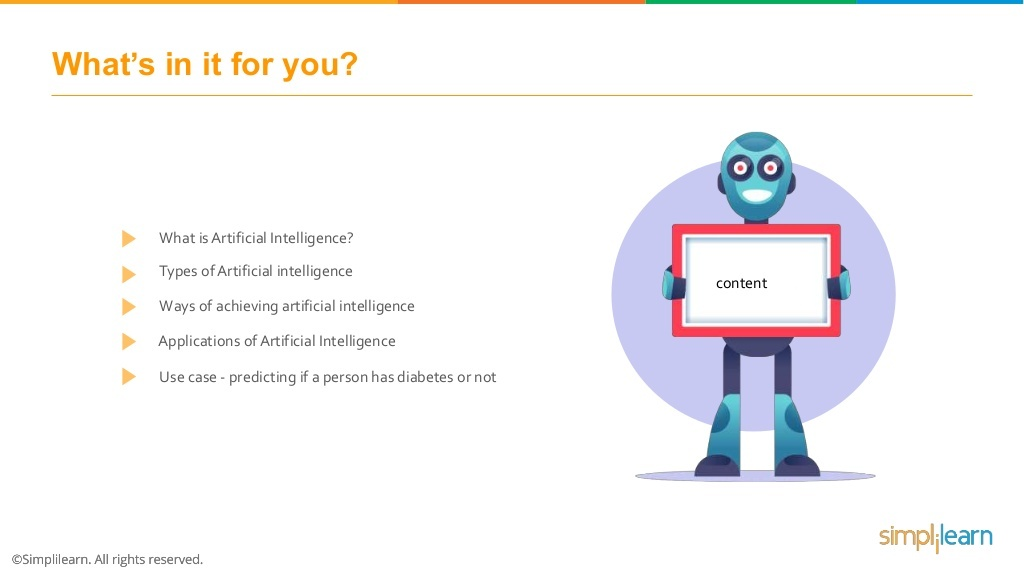 What’s in it for you?
What is Artificial Intelligence?
Types of Artificial intelligence
Ways of achieving artificial intelligence
Applications of Artificial Intelligence
Use case - predicting if a person has diabetes or not
content
simplilearn
©Simplilearn. All rights reserved.